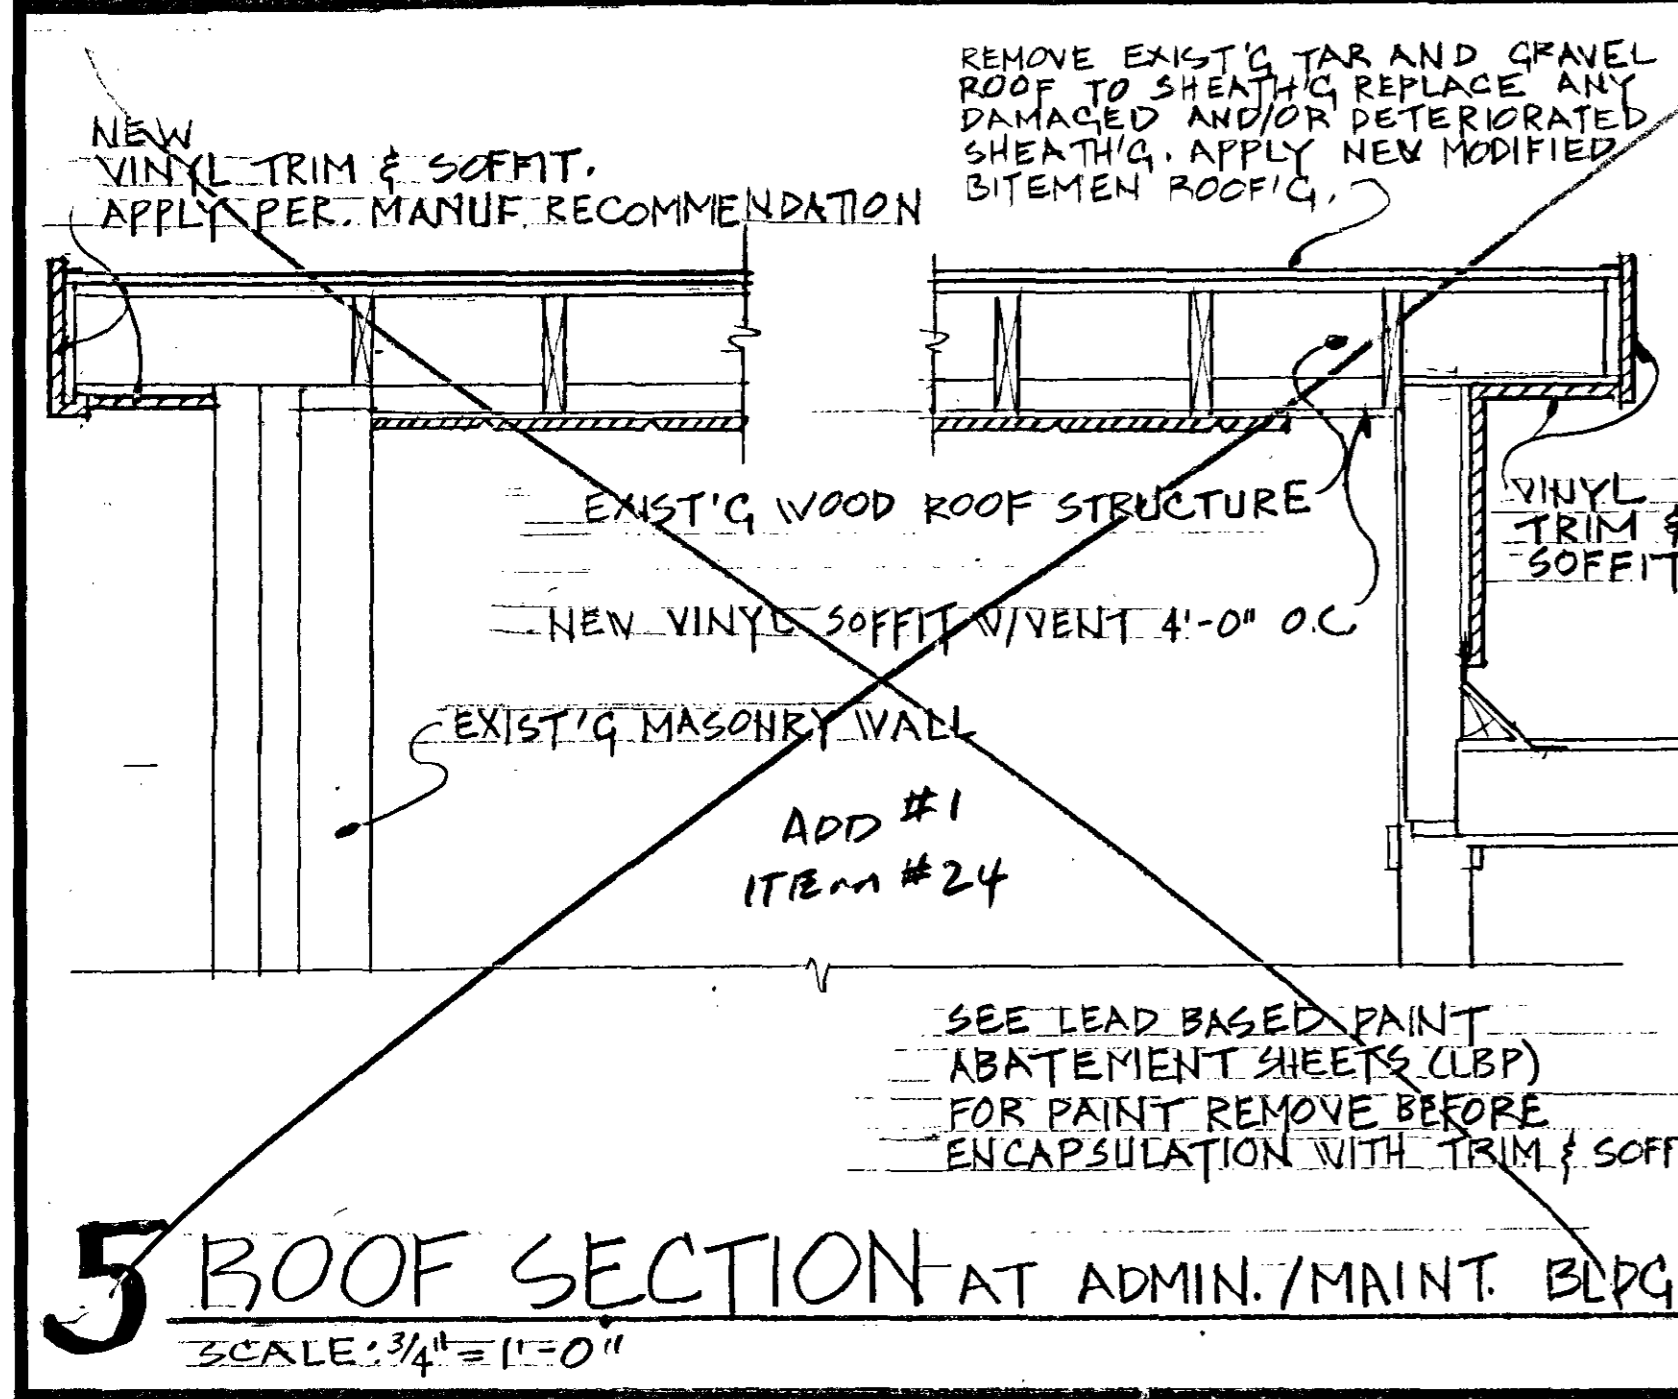 NEW
VINYL TRIM & SOFFIT.
APPLY PER. MANUF. RECOMMENDATION
REMOVE EXIST'G TAR AND GRAVEL
ROOF TO SHEATH'G REPLACE ANY
DAMAGED AND/OR DETERIORATED
SHEATH'G. APPLY NEW MODIFIED
BITEMEN ROOF'G.
EXIST'G WOOD ROOF STRUCTURE
VINYL
TRIM &
SOFFIT
NEW VINYL SOFFIT W/VENT 4'-0" O.C.
EXIST'G MASONRY WALL
ADD #1
ITEM #24
SEE LEAD BASED PAINT
ABATEMENT SHEETS (LBP)
FOR PAINT REMOVE BEFORE
ENCAPSULATION WITH TRIM & SOFF
5 ROOF SECTION AT ADMIN./MAINT. BLDG
SCALE: 3/4" = 1'-0"